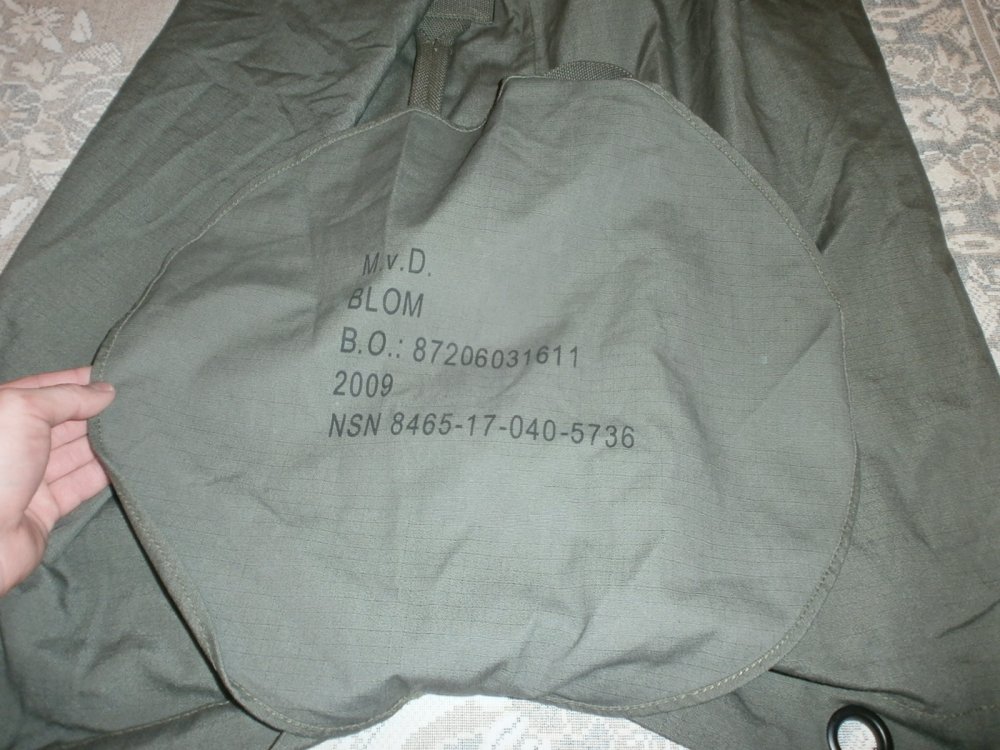 M.v.D.
BLOM
B.O.: 87206031611
2009
NSN 8465-17-040-5736